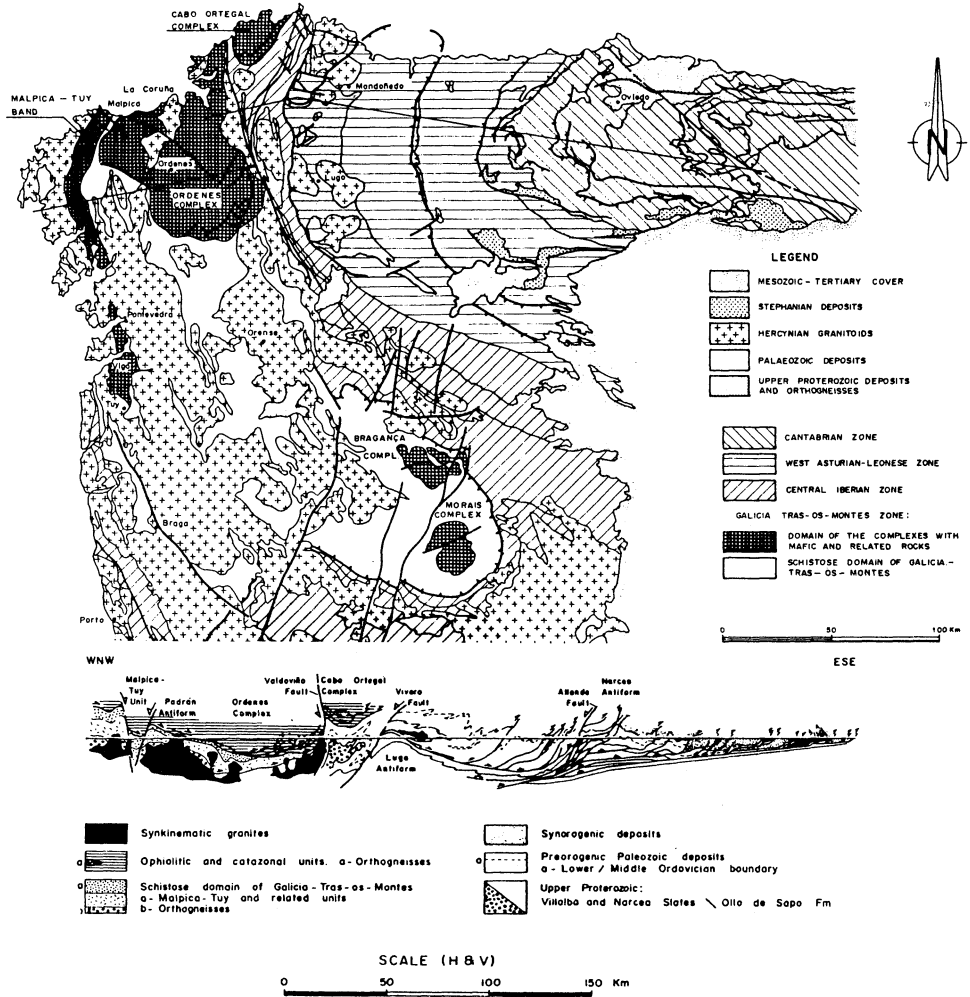 CABO ORTEGAL
COMPLEX
La Coruña
MALPICA - TUY
BAND
Malpica
Mondoñedo
Oviedo
N
Ordenes
Lugo
ORDENES
COMPLEX
LEGEND
MESOZOIC - TERTIARY COVER
STEPHANIAN DEPOSITS
HERCYNIAN GRANITOIDS
PALAEOZOIC DEPOSITS
UPPER PROTEROZOIC DEPOSITS
AND ORTHOGNEISSES
Pontevedra
Orense
Vigo
Tuy
CANTABRIAN ZONE
WEST ASTURIAN-LEONESE ZONE
CENTRAL IBERIAN ZONE
GALICIA TRAS-OS-MONTES ZONE:
DOMAIN OF THE COMPLEXES WITH
MAFIC AND RELATED ROCKS
SCHISTOSE DOMAIN OF GALICIA-
TRAS-OS-MONTES
BRAGANÇA
COMPL
MORAIS
COMPLEX
Braga
Porto
0 50 100 Km
WNW
ESE
Malpica-
Tuy
Unit
Padrón
Antiform
Ordenes
Complex
Valdoviño
Fault
Cabo Ortegal
Complex
Vivero
Fault
Lugo
Antiform
Allande
Fault
Narcea
Antiform
Synkinematic granites
a Ophiolitic and catazonal units. a-Orthogneisses
a Schistose domain of Galicia-Tras-os-Montes
a-Malpica-Tuy and related units
b b-Orthogneisses
Synorogenic deposits
a Preorogenic Paleozoic deposits
a-Lower/Middle Ordovician boundary
Upper Proterozoic:
Villalba and Narcea Slates \ Ollo de Sapo Fm
SCALE (H & V)
0 50 100 150 Km